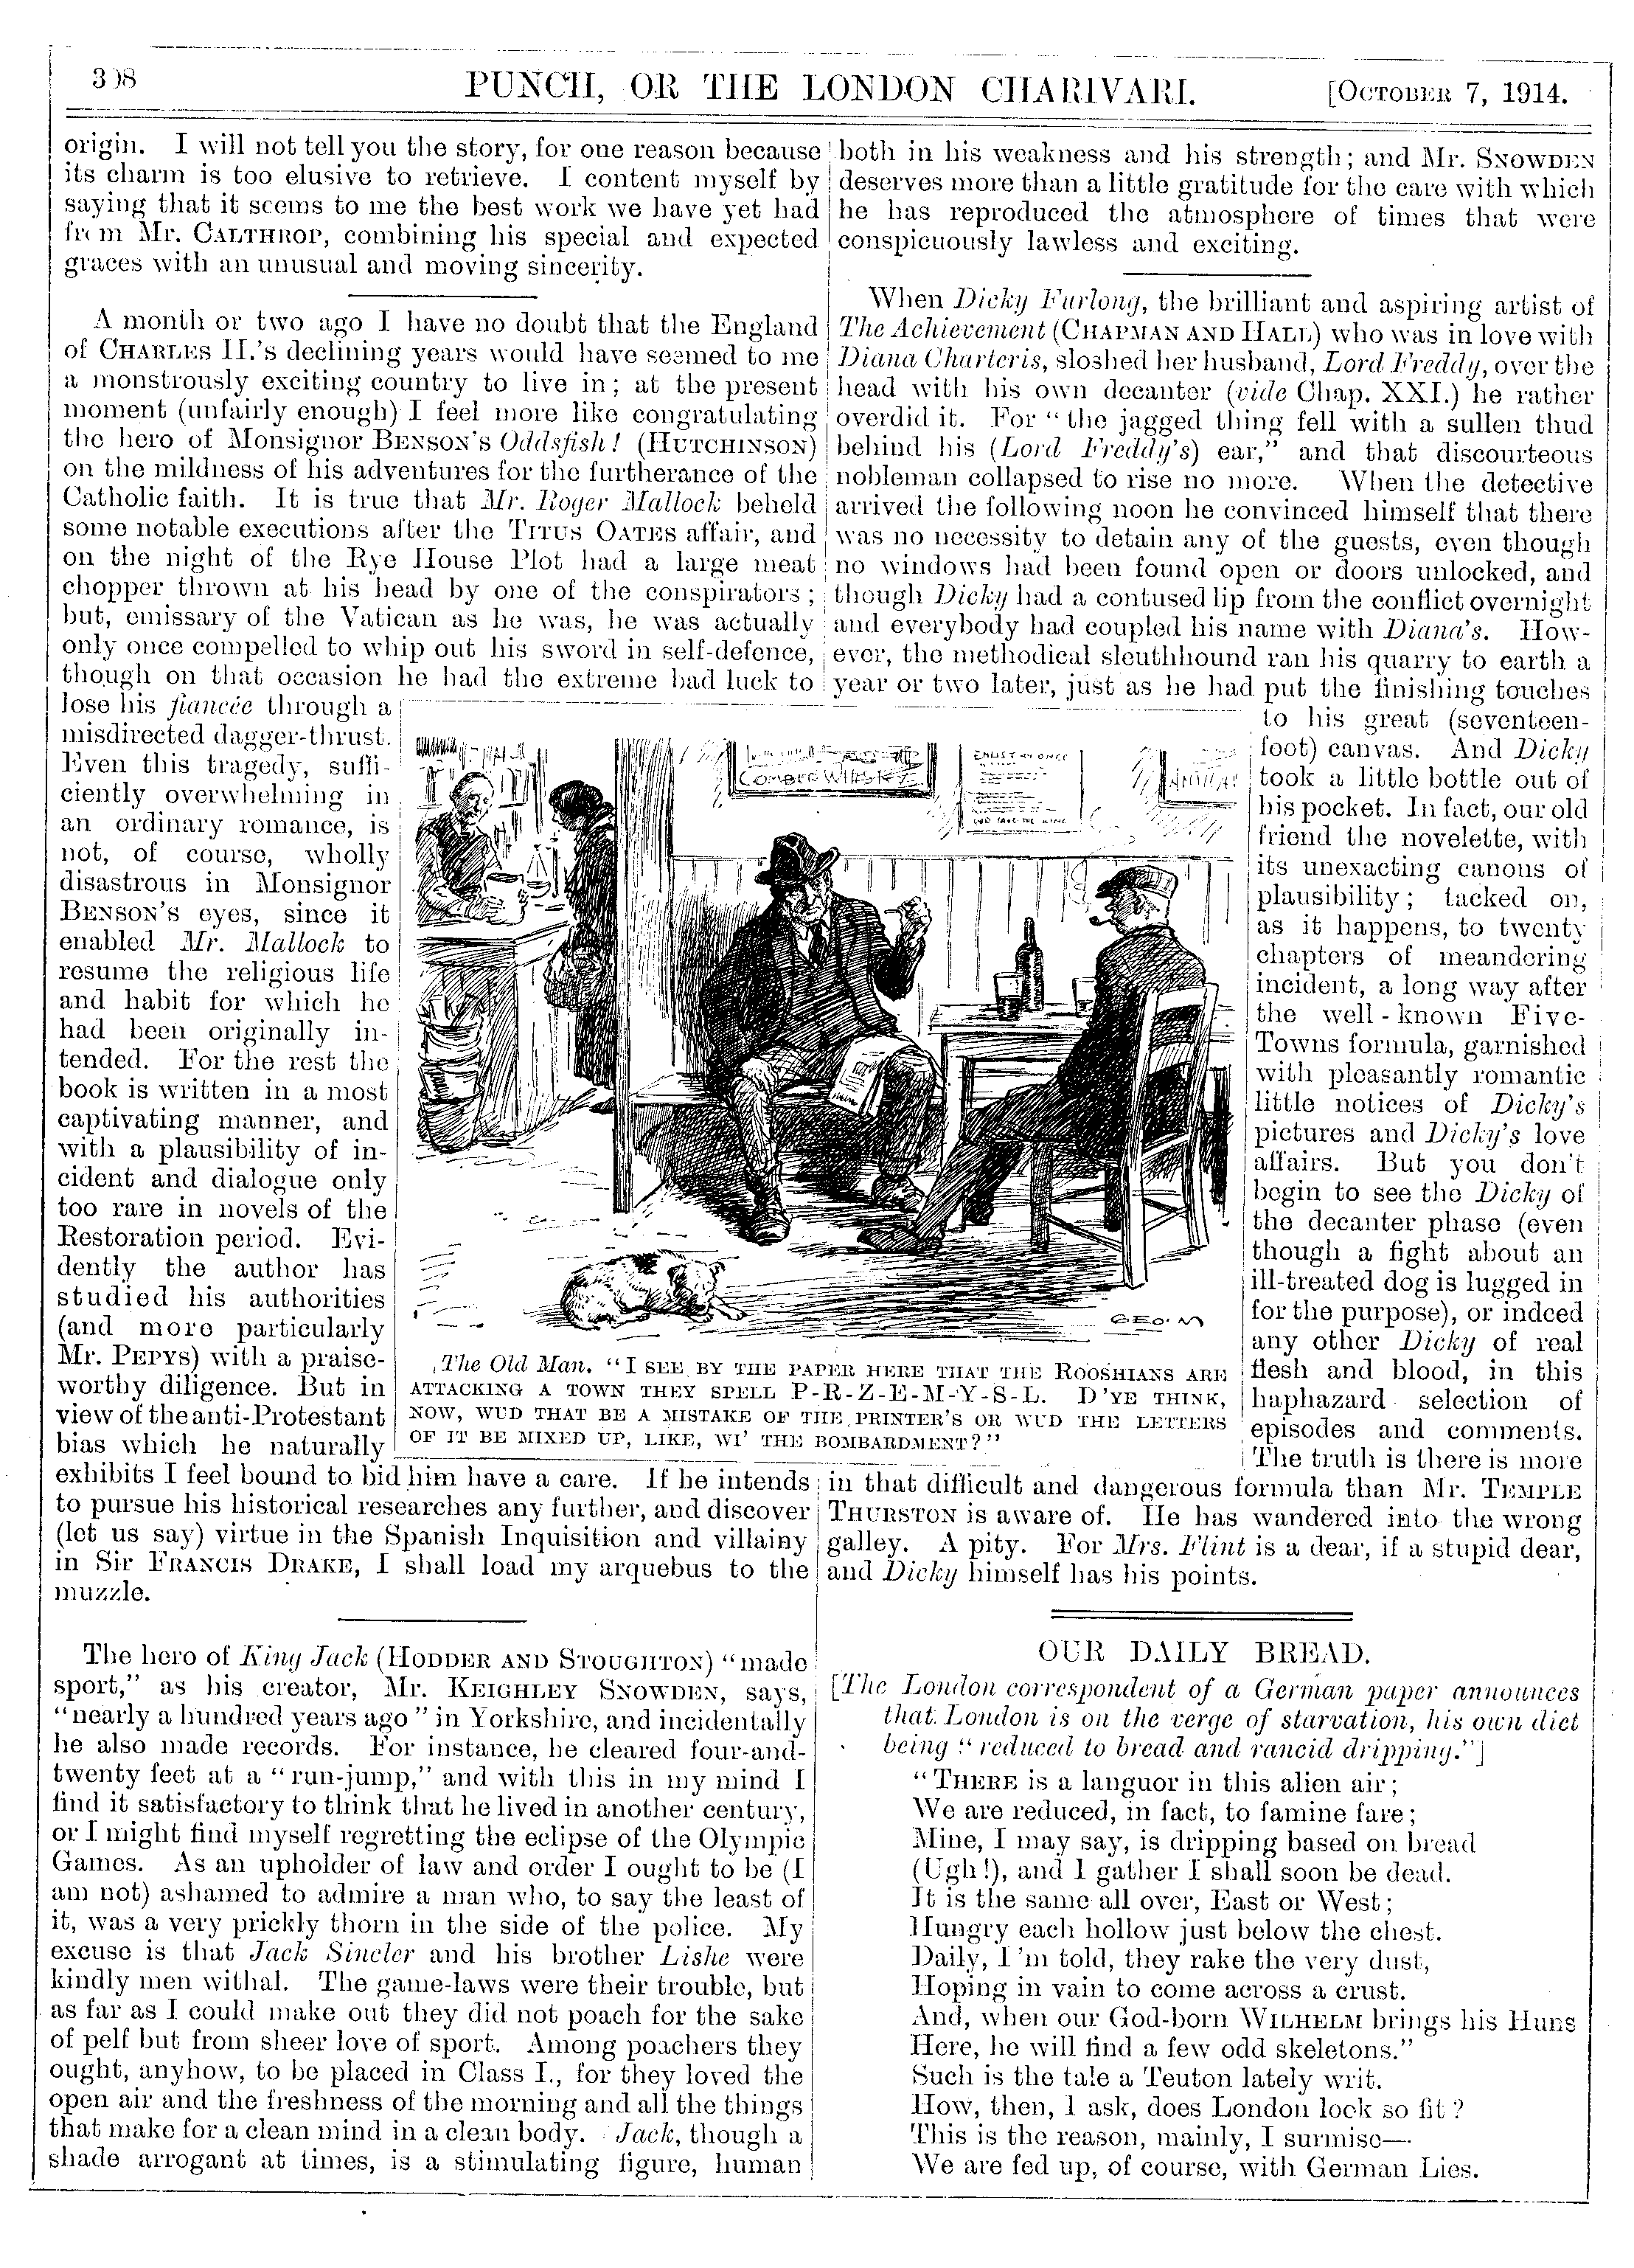 308
PUNCH, OR THE LONDON CHARIVARI.
[OCTOBER 7, 1914.
origin. I will not tell you the story, for one reason because
its charm is too elusive to retrieve. I content myself by
saying that it seems to me the best work we have yet had
from Mr. CALTHROP, combining his special and expected
graces with an unusual and moving sincerity.
A month or two ago I have no doubt that the England
of CHARLES II.'s declining years would have seemed to me
a monstrously exciting country to live in; at the present
moment (unfairly enough) I feel more like congratulating
the hero of Monsignor BENSON'S Oddsfish! (HUTCHINSON)
on the mildness of his adventures for the furtherance of the
Catholic faith. It is true that Mr. Roger Mallock beheld
some notable executions after the TITUS OATES affair, and
on the night of the Rye House Plot had a large meat
chopper thrown at his head by one of the conspirators;
but, emissary of the Vatican as he was, he was actually
only once compelled to whip out his sword in self-defence,
though on that occasion he had the extreme bad luck to
lose his fiancée through a
misdirected dagger-thrust.
Even this tragedy, suffi-
ciently overwhelming in
an ordinary romance, is
not, of course, wholly
disastrous in Monsignor
BENSON'S eyes, since it
enabled Mr. Mallock to
resume the religious life
and habit for which he
had been originally in-
tended. For the rest the
book is written in a most
captivating manner, and
with a plausibility of in-
cident and dialogue only
too rare in novels of the
Restoration period. Evi-
dently the author has
studied his authorities
(and more particularly
Mr. PEPYS) with a praise-
worthy diligence. But in
view of the anti-Protestant
bias which he naturally
exhibits I feel bound to bid him have a care. If he intends
to pursue his historical researches any further, and discover
(let us say) virtue in the Spanish Inquisition and villainy
in Sir FRANCIS DRAKE, I shall load my arquebus to the
muzzle.
The hero of King Jack (HODDER AND STOUGHTON) "made
sport," as his creator, Mr. KEIGHLEY SNOWDEN, says,
"nearly a hundred years ago" in Yorkshire, and incidentally
he also made records. For instance, he cleared four-and-
twenty feet at a "run-jump," and with this in my mind I
find it satisfactory to think that he lived in another century,
or I might find myself regretting the eclipse of the Olympic
Games. As an upholder of law and order I ought to be (I
am not) ashamed to admire a man who, to say the least of
it, was a very prickly thorn in the side of the police. My
excuse is that Jack Sincler and his brother Lishe were
kindly men withal. The game-laws were their trouble, but
as far as I could make out they did not poach for the sake
of pelf but from sheer love of sport. Among poachers they
ought, anyhow, to be placed in Class I., for they loved the
open air and the freshness of the morning and all the things
that make for a clean mind in a clean body. Jack, though a
shade arrogant at times, is a stimulating figure, human
both in his weakness and his strength; and Mr. SNOWDEN
deserves more than a little gratitude for the care with which
he has reproduced the atmosphere of times that were
conspicuously lawless and exciting.
When Dicky Furlong, the brilliant and aspiring artist of
The Achievement (CHAPMAN AND HALL) who was in love with
Diana Charteris, sloshed her husband, Lord Freddy, over the
head with his own decanter (vide Chap. XXI.) he rather
overdid it. For "the jagged thing fell with a sullen thud
behind his (Lord Freddy's) ear," and that discourteous
nobleman collapsed to rise no more. When the detective
arrived the following noon he convinced himself that there
was no necessity to detain any of the guests, even though
no windows had been found open or doors unlocked, and
though Dicky had a contused lip from the conflict overnight
and everybody had coupled his name with Diana's. How-
ever, the methodical sleuthhound ran his quarry to earth a
year or two later, just as he had put the finishing touches
to his great (seventeen-
foot) canvas. And Dicky
took a little bottle out of
his pocket. In fact, our old
friend the novelette, with
its unexacting canons of
plausibility; tacked on,
as it happens, to twenty
chapters of meandering
incident, a long way after
the well-known Five-
Towns formula, garnished
with pleasantly romantic
little notices of Dicky's
pictures and Dicky's love
affairs. But you don't
begin to see the Dicky of
the decanter phase (even
though a fight about an
ill-treated dog is lugged in
for the purpose), or indeed
any other Dicky of real
flesh and blood, in this
haphazard selection of
episodes and comments.
The truth is there is more
in that difficult and dangerous formula than Mr. TEMPLE
THURSTON is aware of. He has wandered into the wrong
galley. A pity. For Mrs. Flint is a dear, if a stupid dear,
and Dicky himself has his points.
WHISKEY
ENLIST AT ONCE
GOD SAVE THE KING
GEO. M
The Old Man. "I SEE BY THE PAPER HERE THAT THE ROOSHIANS ARE
ATTACKING A TOWN THEY SPELL P-R-Z-E-M-Y-S-L. D'YE THINK,
NOW, WUD THAT BE A MISTAKE OF THE PRINTER'S OR WUD THE LETTERS
OF IT BE MIXED UP, LIKE, WI' THE BOMBARDMENT?"
OUR DAILY BREAD.
[The London correspondent of a German paper announces
that London is on the verge of starvation, his own diet
being "reduced to bread and rancid dripping."]
"THERE is a languor in this alien air;
We are reduced, in fact, to famine fare;
Mine, I may say, is dripping based on bread
(Ugh!), and I gather I shall soon be dead.
It is the same all over, East or West;
Hungry each hollow just below the chest.
Daily, I'm told, they rake the very dust,
Hoping in vain to come across a crust.
And, when our God-born WILHELM brings his Huns
Here, he will find a few odd skeletons."
Such is the tale a Teuton lately writ.
How, then, I ask, does London look so fit?
This is the reason, mainly, I surmise—
We are fed up, of course, with German Lies.